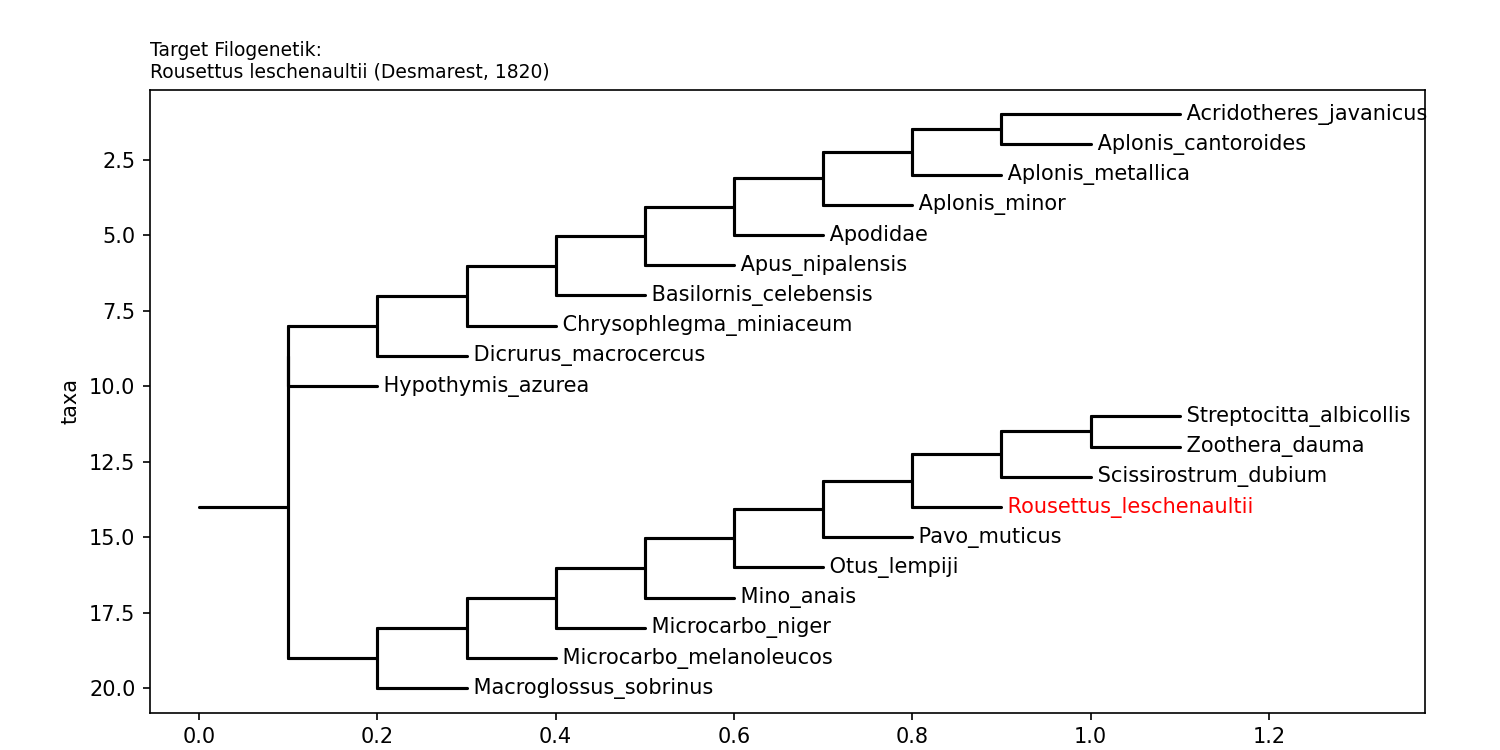 Target Filogenetik:
Rousettus leschenaultii (Desmarest, 1820)
Acridotheres_javanicus
Aplonis_cantoroides
2.5
Aplonis_metallica
Aplonis_minor
5.0
Apodidae
Apus_nipalensis
7.5
Basilornis_celebensis
Chrysophlegma_miniaceum
Dicrurus_macrocercus
10.0
Hypothymis_azurea
taxa
Streptocitta_albicollis
Zoothera_dauma
12.5
Scissirostrum_dubium
Rousettus_leschenaultii
15.0
Pavo_muticus
Otus_lempiji
Mino_anais
17.5
Microcarbo_niger
Microcarbo_melanoleucos
20.0
Macroglossus_sobrinus
0.0 0.2 0.4 0.6 0.8 1.0 1.2